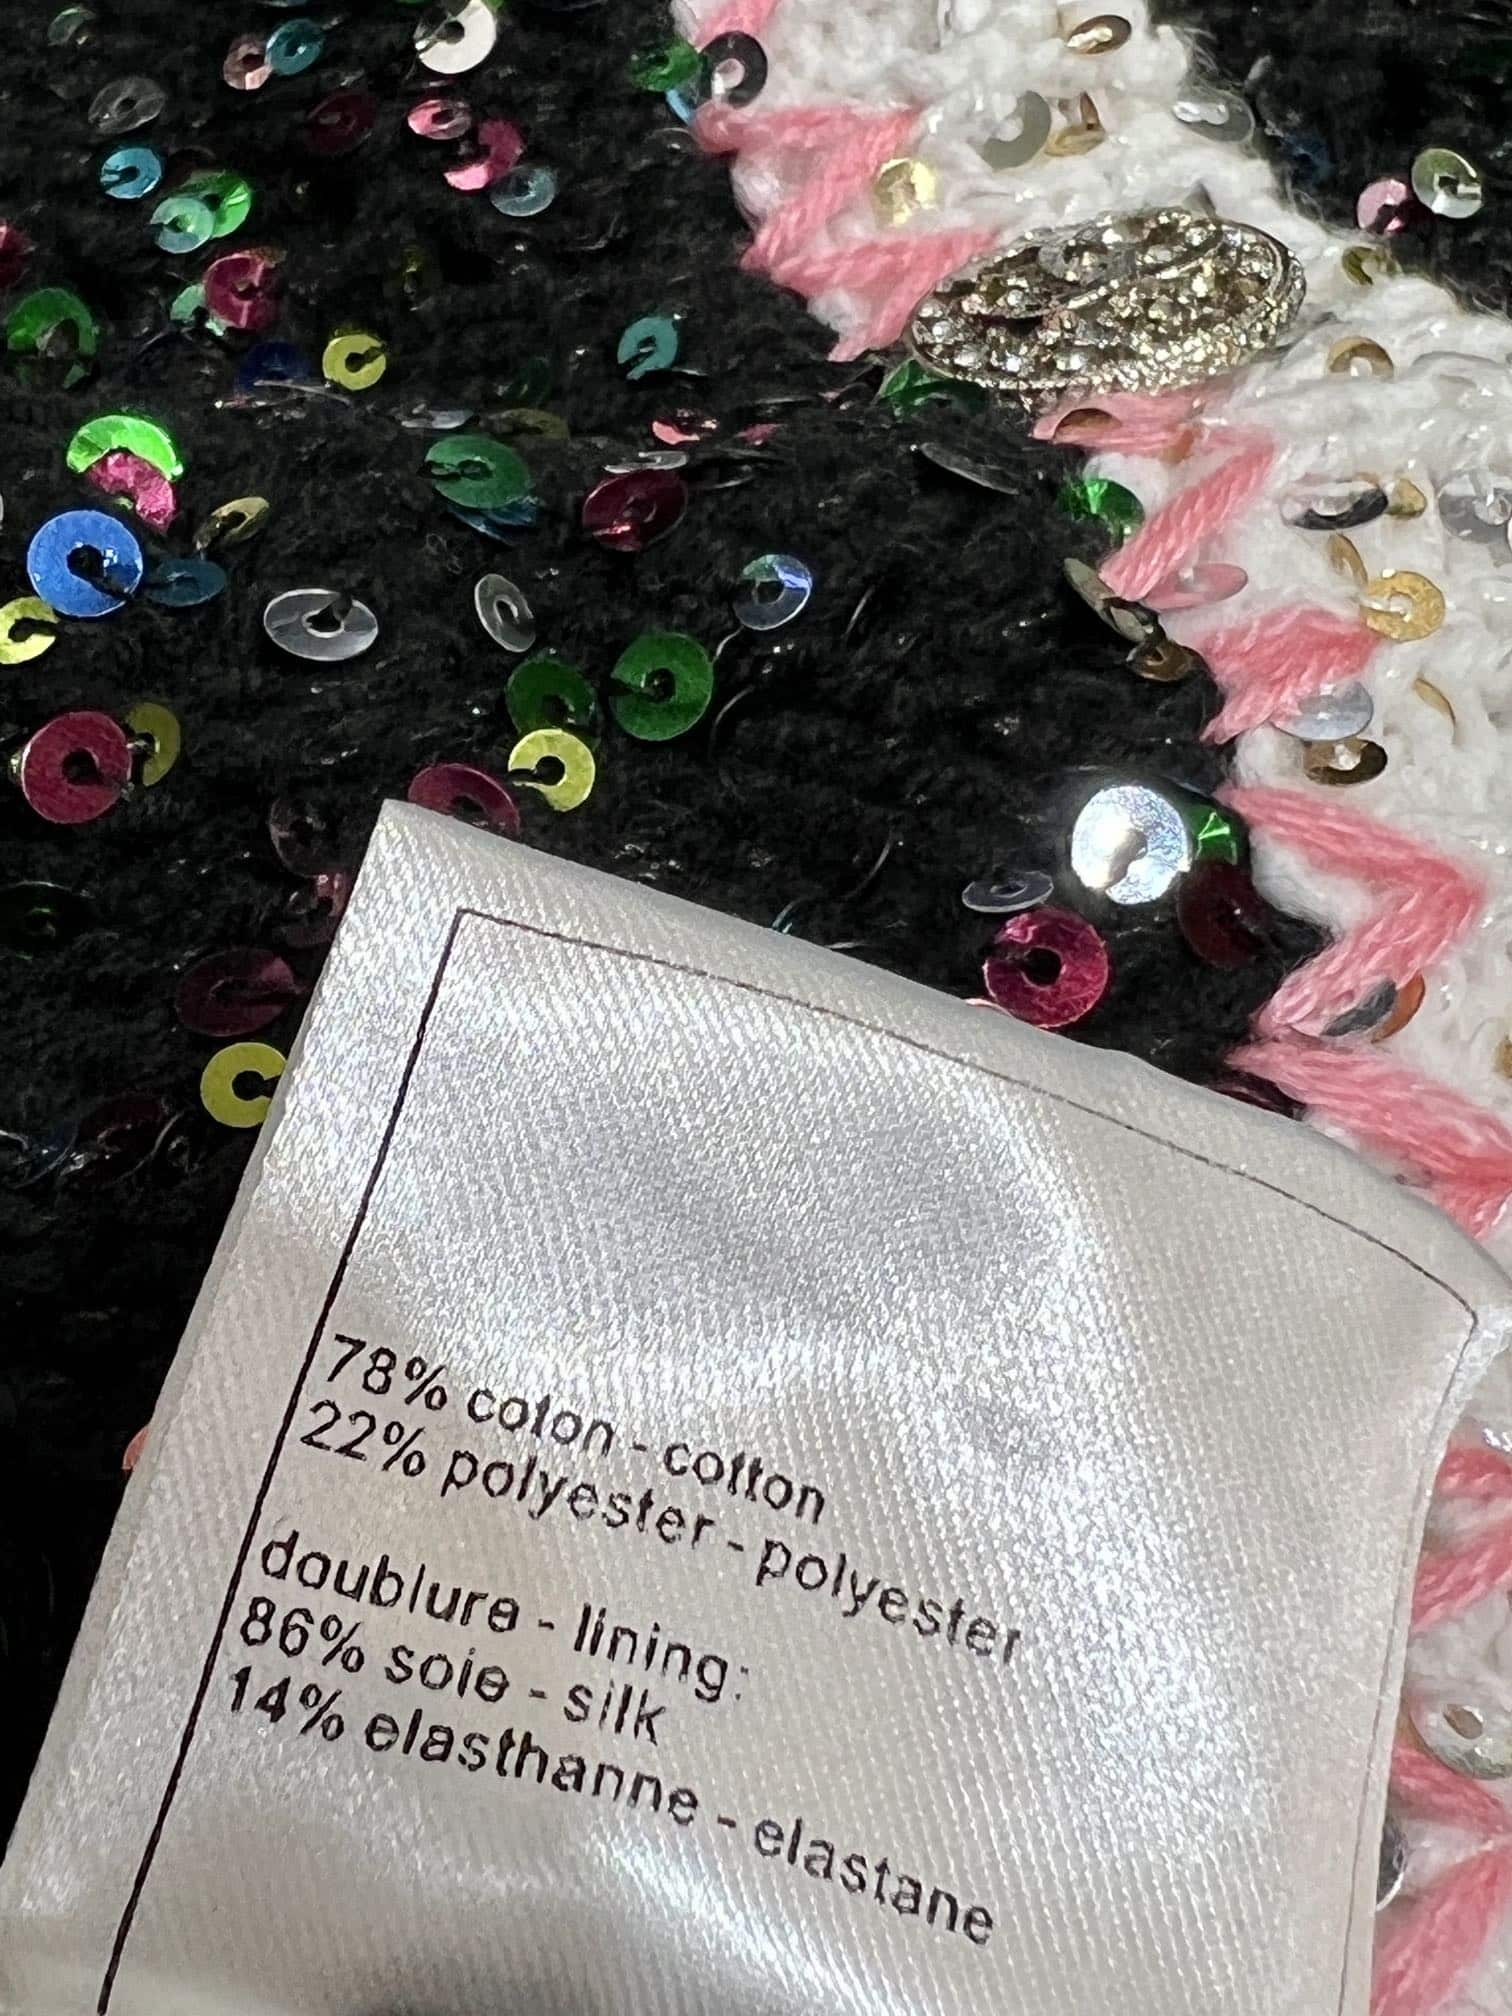 78% coton - cotton
22% polyester - polyester
doublure - lining:
86% soie - silk
14% elasthanne - elastane